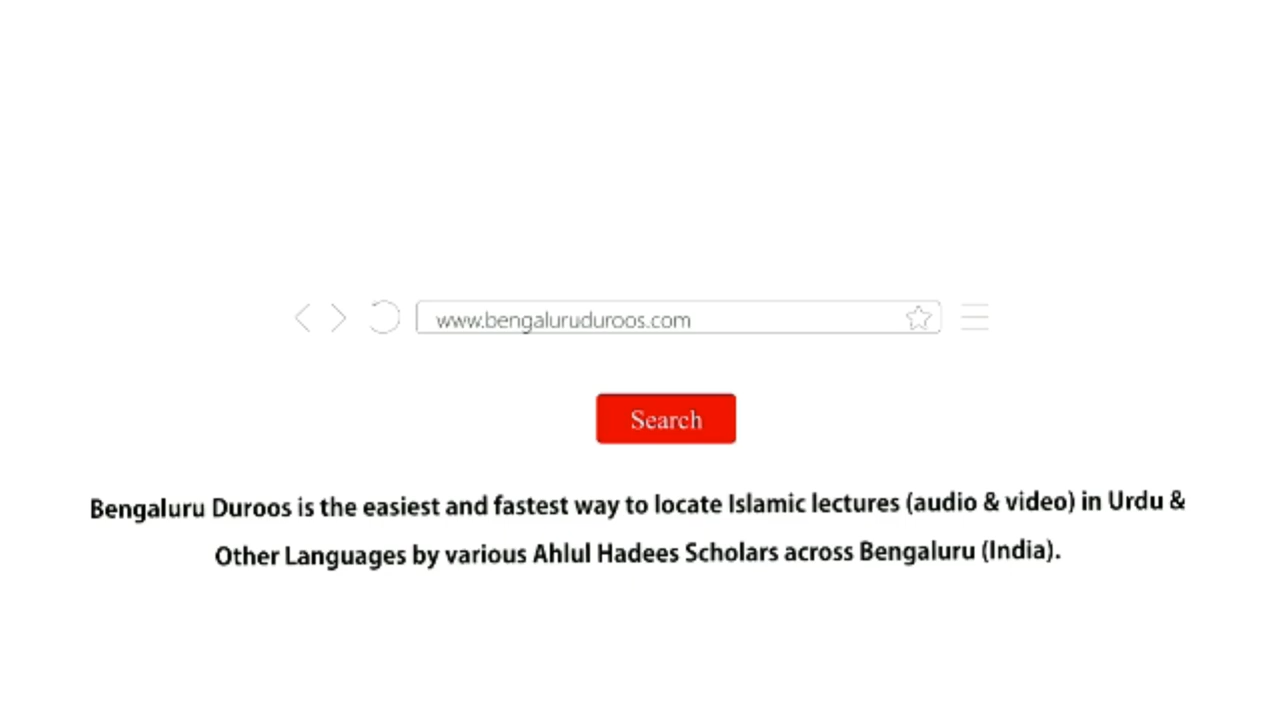 www.bengaluruduroos.com
Search
Bengaluru Duroos is the easiest and fastest way to locate Islamic lectures (audio & video) in Urdu &
Other Languages by various Ahlul Hadees Scholars across Bengaluru (India).